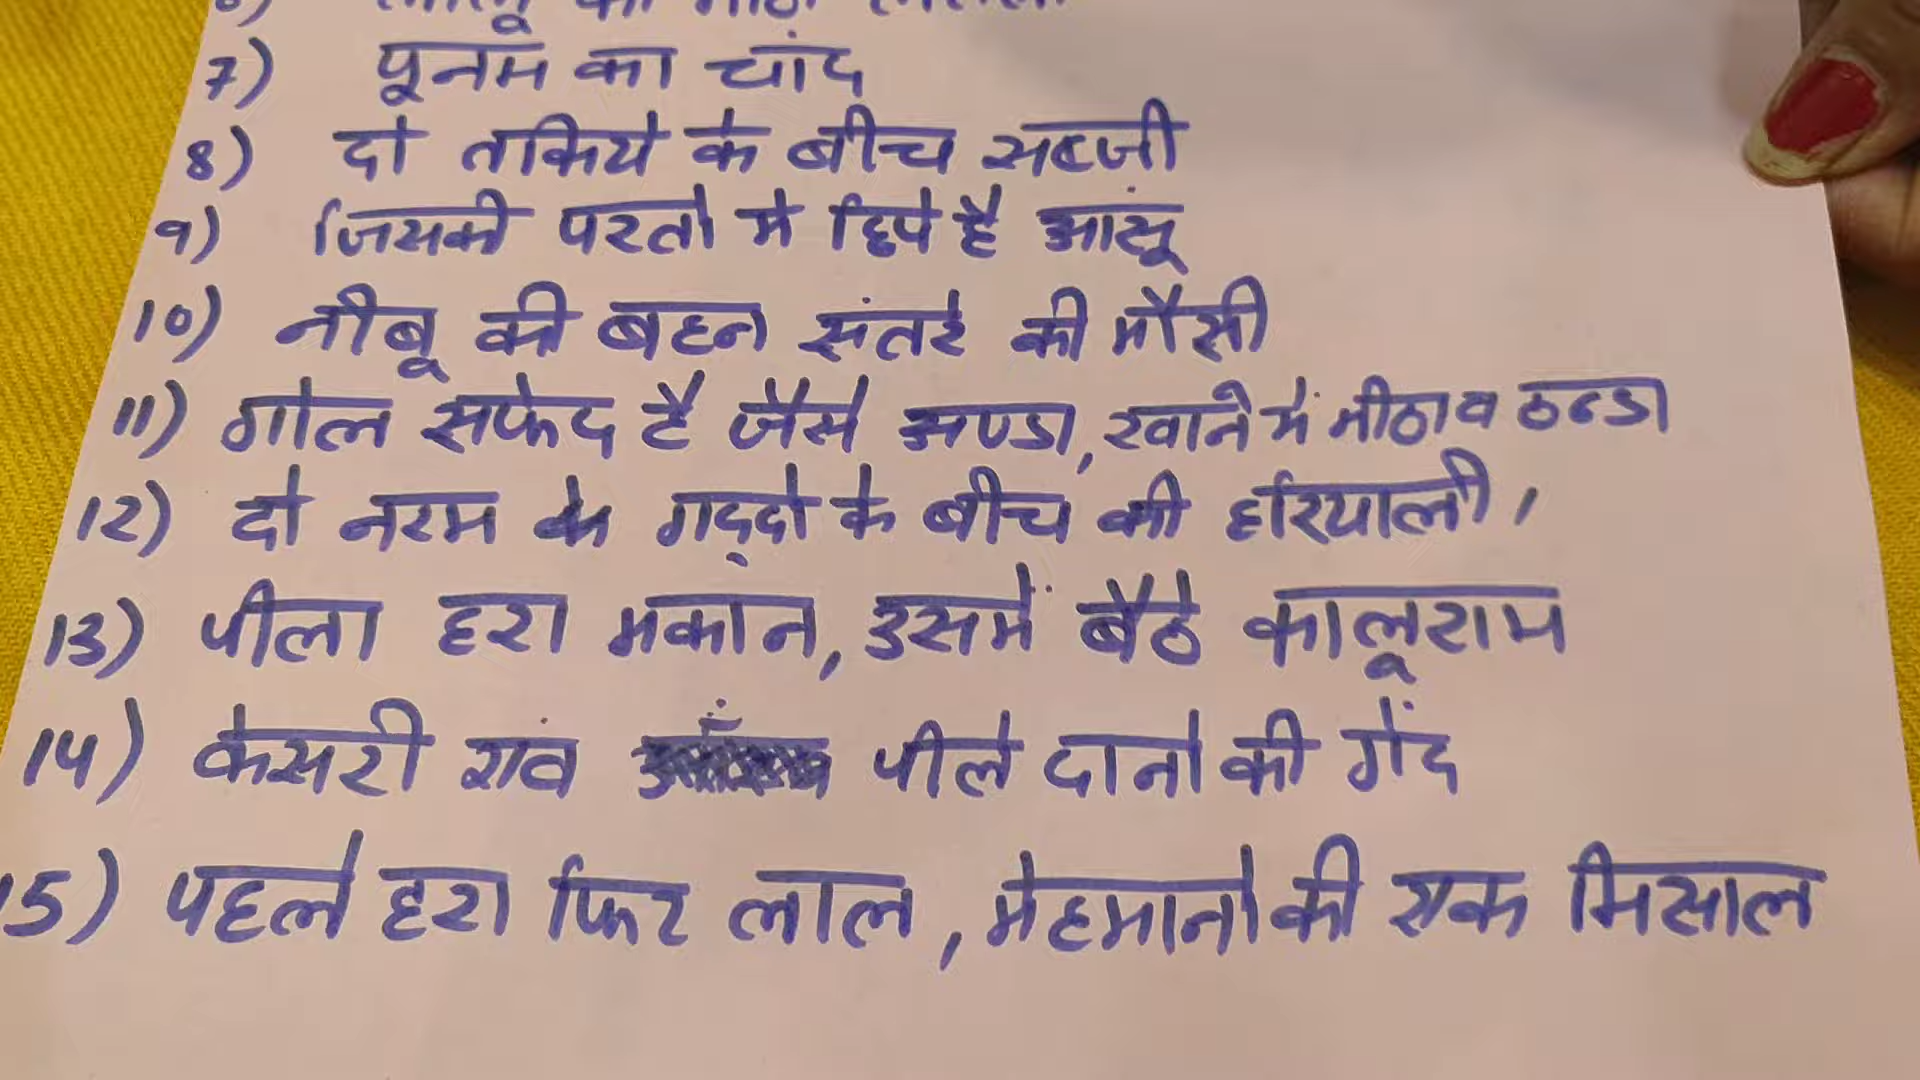 7) पूनम का चांद
8) दो तकिये के बीच सब्जी
9) जिसकी परतो मे छिपे है आंसू
10) नीबू की बहन संतरे की मौसी
11) गोल सफेद है जैसे अण्डा, खाने में मीठा व ठन्डा
12) दो नरम के गद्दो के बीच की हरियाली,
13) पीला हरा मकान, उसमें बैठे कालूराम
14) केसरी रांव पीले दानो की गेंद
15) पहले हरा फिर लाल, मेहमानो की एक मिसाल